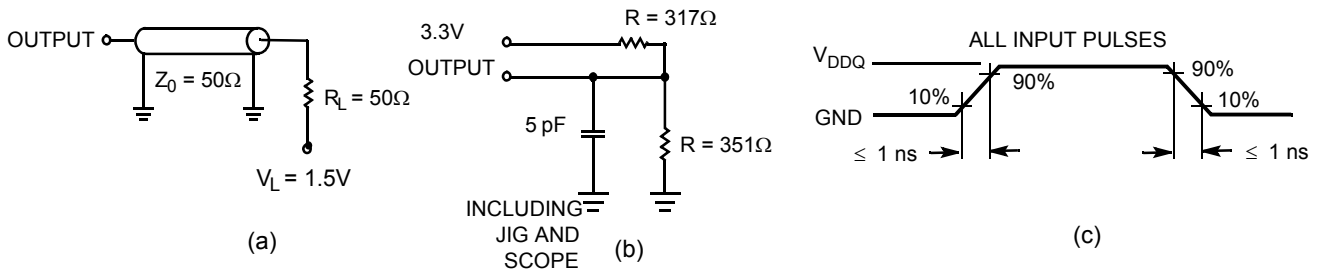 OUTPUT
Z0 = 50Ω
RL = 50Ω
VL = 1.5V
(a)
R = 317Ω
3.3V
OUTPUT
5 pF
R = 351Ω
INCLUDING
JIG AND
SCOPE
(b)
ALL INPUT PULSES
VDDQ
90%
90%
10%
10%
GND
≤ 1 ns
≤ 1 ns
(c)